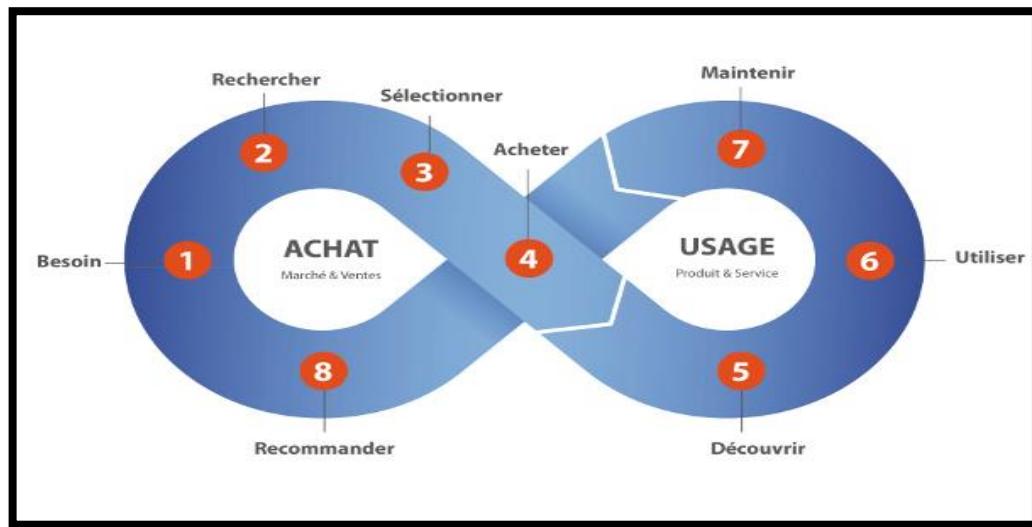 Rechercher
Sélectionner
Maintenir
Acheter
2
3
7
Besoin
1
ACHAT
Marché & Ventes
4
USAGE
Produit & Service
6
Utiliser
8
5
Recommander
Découvrir